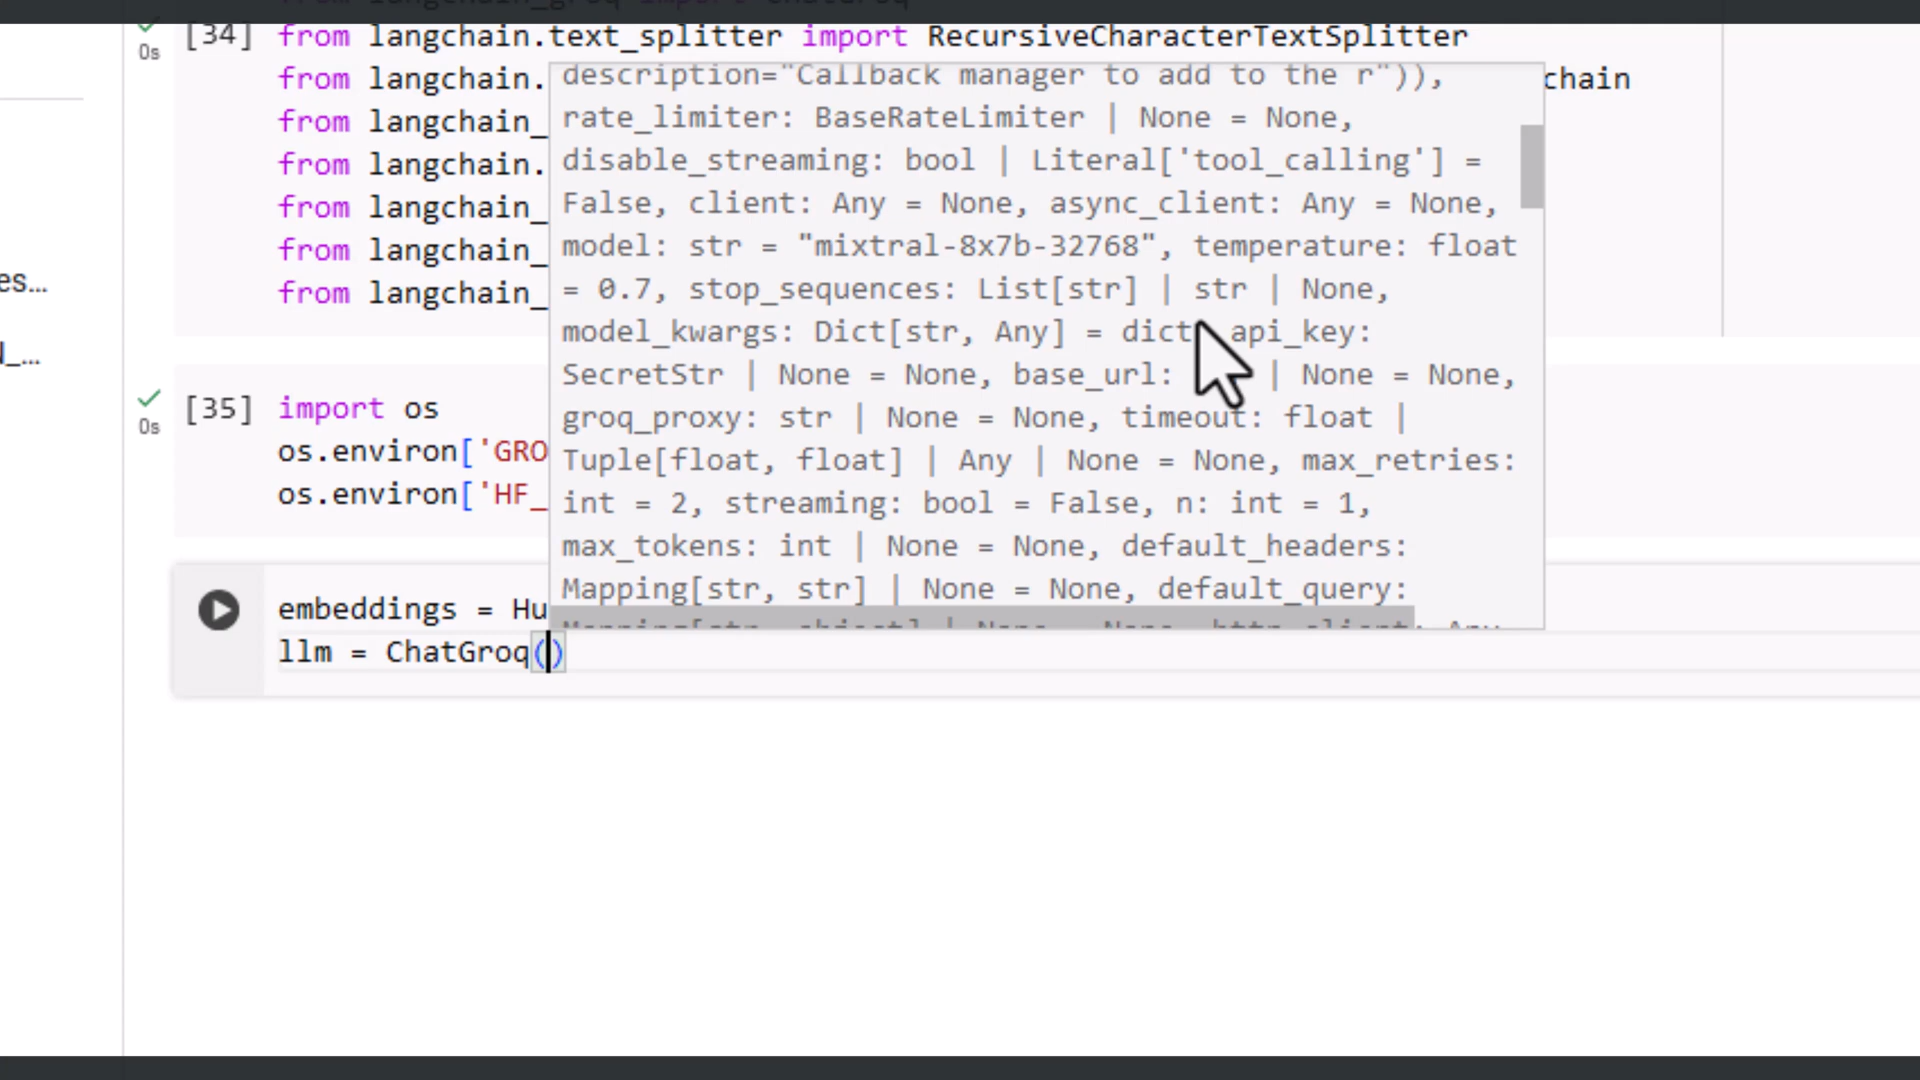 [34] from langchain.text_splitter import RecursiveCharacterTextSplitter
0s
from langchain.
chain
from langchain_
from langchain.
from langchain_
from langchain_
from langchain_
description="Callback manager to add to the r")),
rate_limiter: BaseRateLimiter | None = None,
disable_streaming: bool | Literal['tool_calling'] =
False, client: Any = None, async_client: Any = None,
model: str = "mixtral-8x7b-32768", temperature: float
= 0.7, stop_sequences: List[str] | str | None,
model_kwargs: Dict[str, Any] = dict api_key:
SecretStr | None = None, base_url: | None = None,
groq_proxy: str | None = None, timeout: float |
Tuple[float, float] | Any | None = None, max_retries:
int = 2, streaming: bool = False, n: int = 1,
max_tokens: int | None = None, default_headers:
Mapping[str, str] | None = None, default_query:
es...
[35] import os
0s
os.environ['GRO
os.environ['HF_
embeddings = Hu
llm = ChatGroq()